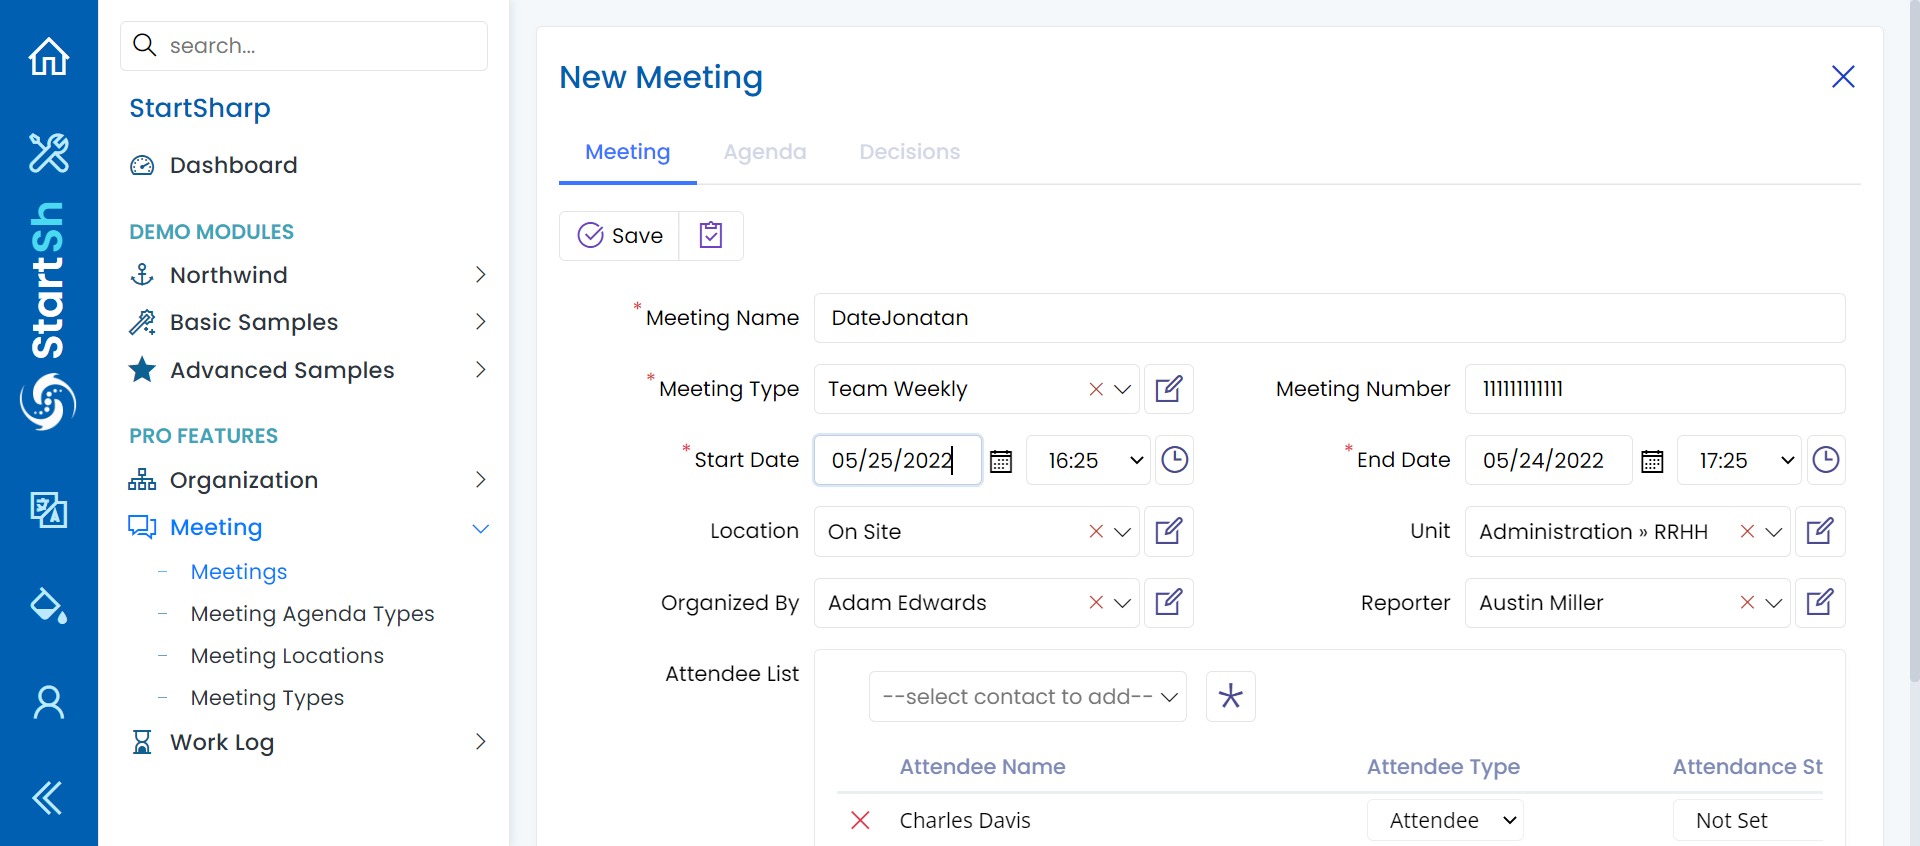 StartSh
search...
StartSharp
Dashboard
DEMO MODULES
Northwind
Basic Samples
Advanced Samples
PRO FEATURES
Organization
Meeting
Meetings
Meeting Agenda Types
Meeting Locations
Meeting Types
Work Log
New Meeting
Meeting Agenda Decisions
Save
* Meeting Name DateJonatan
* Meeting Type Team Weekly Meeting Number 111111111111
* Start Date 05/25/2022 16:25 * End Date 05/24/2022 17:25
Location On Site Unit Administration » RRHH
Organized By Adam Edwards Reporter Austin Miller
Attendee List --select contact to add--
Attendee Name Attendee Type Attendance St
Charles Davis Attendee Not Set